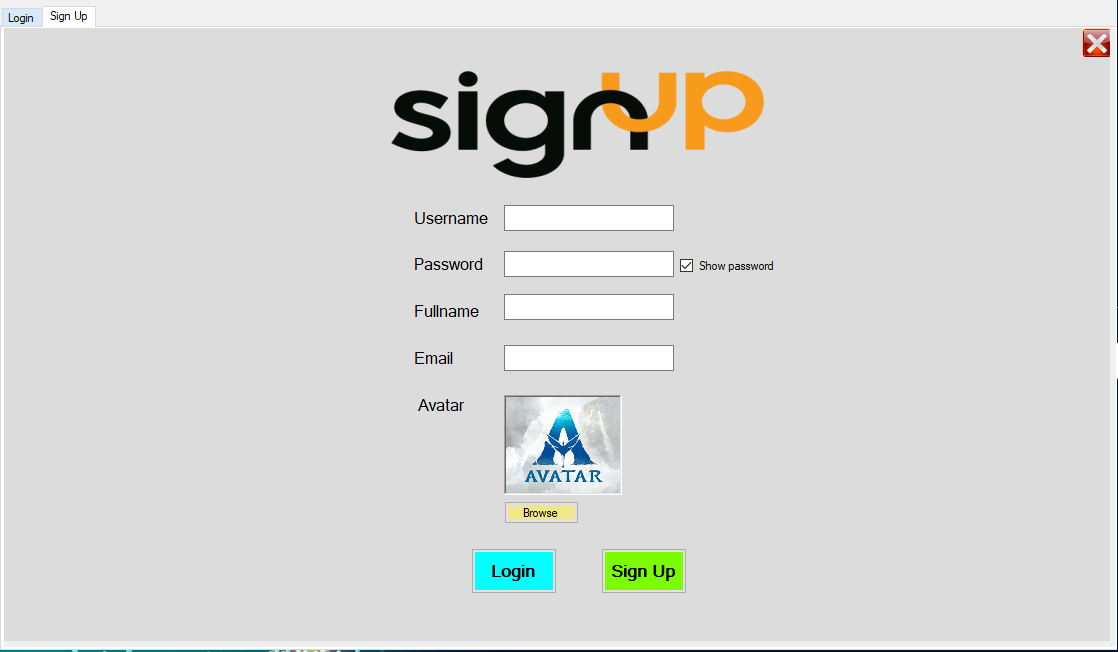 Login Sign Up
sign up
Username
Password Show password
Fullname
Email
Avatar
AVATAR
Browse
Login Sign Up